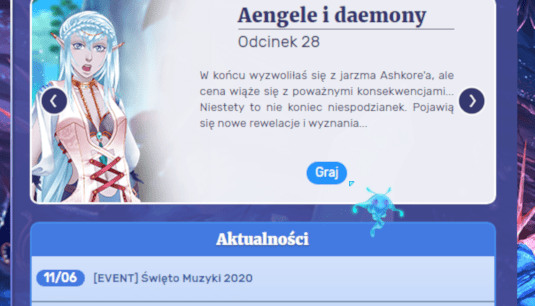 Aengele i daemony
Odcinek 28
W końcu wyzwoliłaś się z jarzma Ashkore'a, ale
cena wiąże się z poważnymi konsekwencjami...
Niestety to nie koniec niespodzianek. Pojawią
się nowe rewelacje i wyznania...
Graj
Aktualności
11/06 [EVENT] Święto Muzyki 2020